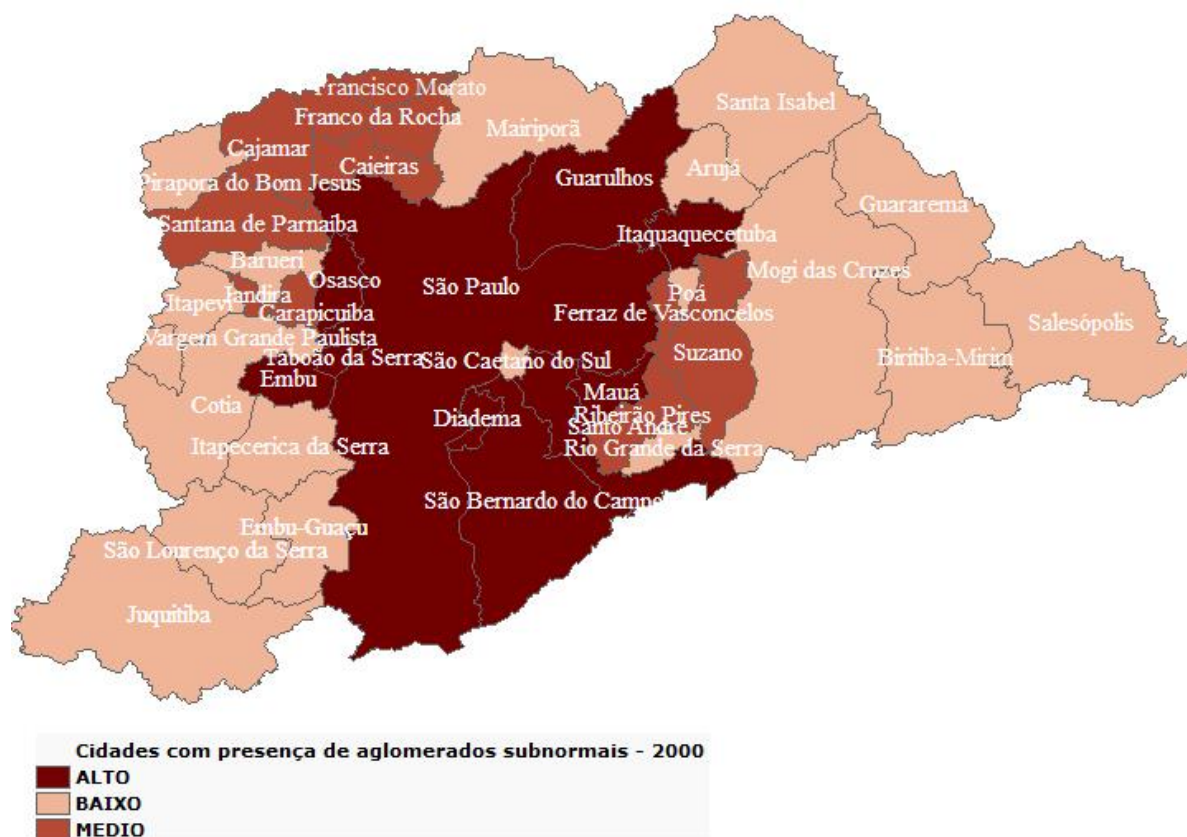 Francisco Morato
Santa Isabel
Franco da Rocha
Mairiporã
Cajamar
Caieiras
Arujá
Guarulhos
Pirapora do Bom Jesus
Guararema
Santana de Parnaíba
Itaquaquecetuba
Barueri
Mogi das Cruzes
Osasco
São Paulo
Jandira
Itapevi
Poá
Carapicuiba
Ferraz de Vasconcelos
Salesópolis
Vargem Grande Paulista
Suzano
Taboão da Serra
São Caetano do Sul
Biritiba-Mirim
Embu
Mauá
Cotia
Diadema
Ribeirão Pires
Santo André
Itapecerica da Serra
Rio Grande da Serra
São Bernardo do Campo
Embu-Guaçu
São Lourenço da Serra
Juquitiba
Cidades com presença de aglomerados subnormais - 2000
ALTO
BAIXO
MEDIO